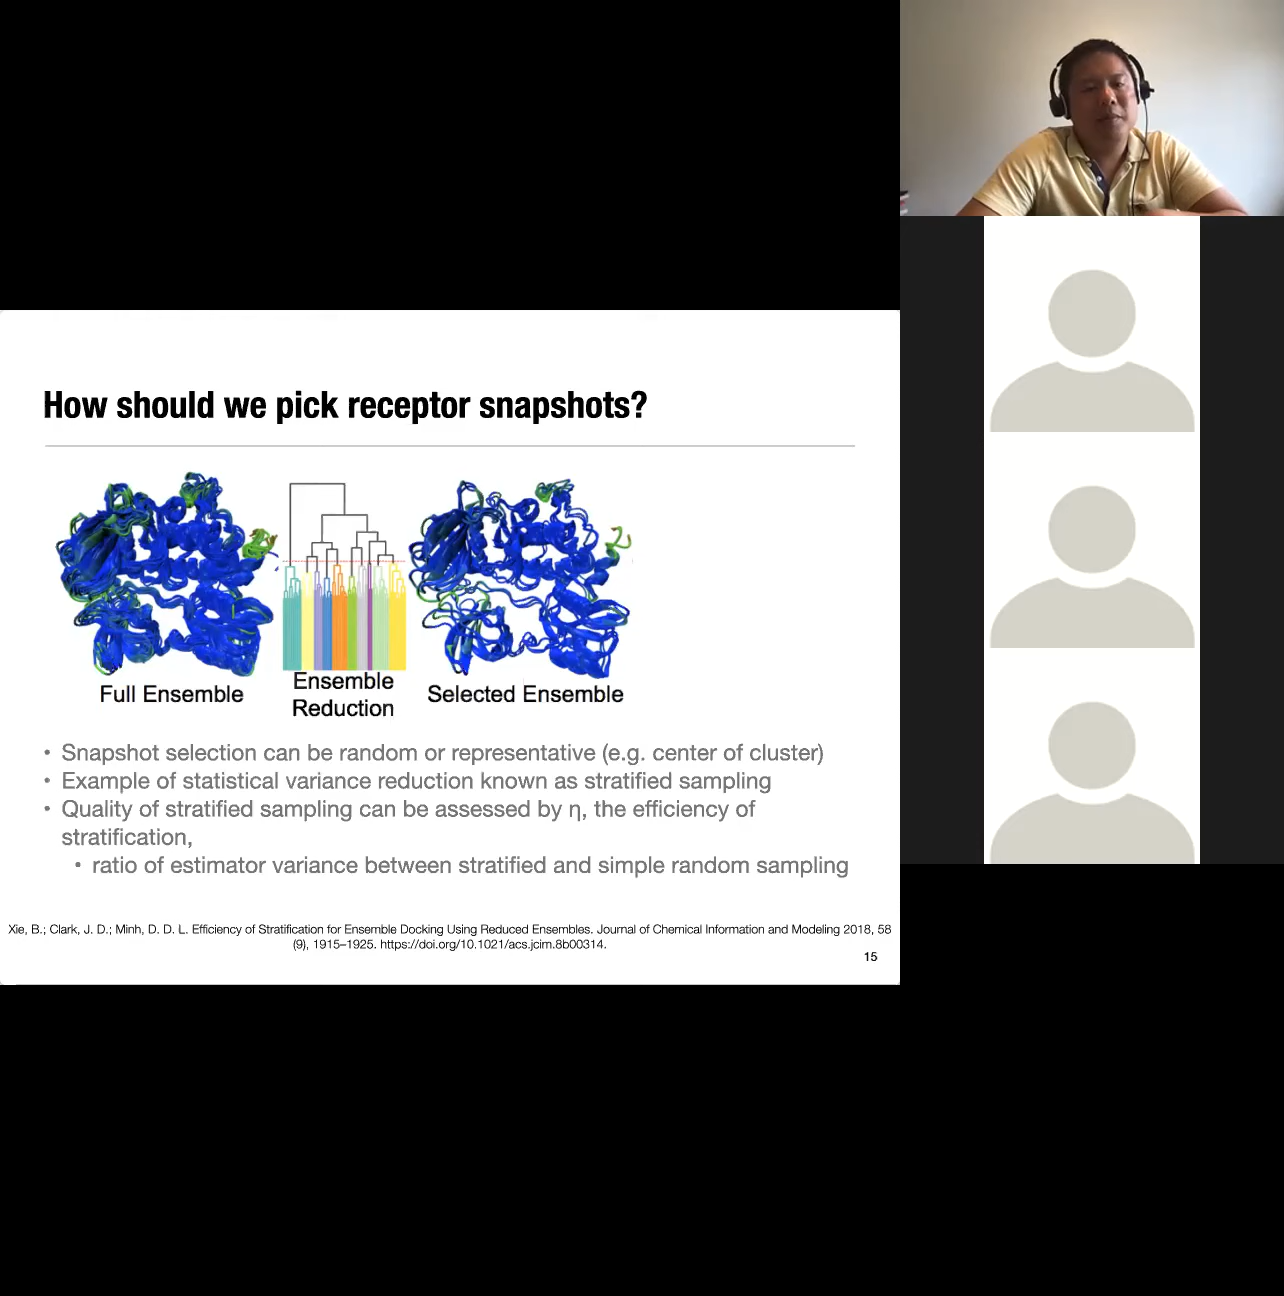 How should we pick receptor snapshots?
Full Ensemble
Ensemble
Reduction
Selected Ensemble
• Snapshot selection can be random or representative (e.g. center of cluster)
• Example of statistical variance reduction known as stratified sampling
• Quality of stratified sampling can be assessed by η, the efficiency of
stratification,
• ratio of estimator variance between stratified and simple random sampling
Xie, B.; Clark, J. D.; Minh, D. D. L. Efficiency of Stratification for Ensemble Docking Using Reduced Ensembles. Journal of Chemical Information and Modeling 2018, 58
(9), 1915–1925. https://doi.org/10.1021/acs.jcim.8b00314.
15